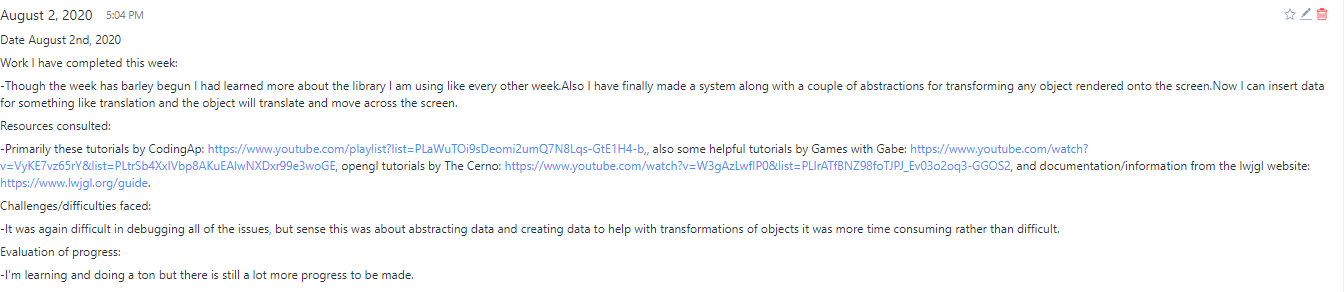 August 2, 2020 5:04 PM
Date August 2nd, 2020
Work I have completed this week:
-Though the week has barley begun I had learned more about the library I am using like every other week.Also I have finally made a system along with a couple of abstractions for transforming any object rendered onto the screen.Now I can insert data
for something like translation and the object will translate and move across the screen.
Resources consulted:
-Primarily these tutorials by CodingAp: https://www.youtube.com/playlist?list=PLaWuTOi9sDeomi2umQ7N8Lqs-GtE1H4-b,, also some helpful tutorials by Games with Gabe: https://www.youtube.com/watch?
v=VyKE7vz65rY&list=PLtrSb4XxIVbp8AKuEAlwNXDxr99e3woGE, opengl tutorials by The Cerno: https://www.youtube.com/watch?v=W3gAzLwfIP0&list=PLlrATfBNZ98foTJPJ_Ev03o2oq3-GGOS2, and documentation/information from the lwjgl website:
https://www.lwjgl.org/guide.
Challenges/difficulties faced:
-It was again difficult in debugging all of the issues, but sense this was about abstracting data and creating data to help with transformations of objects it was more time consuming rather than difficult.
Evaluation of progress:
-I'm learning and doing a ton but there is still a lot more progress to be made.